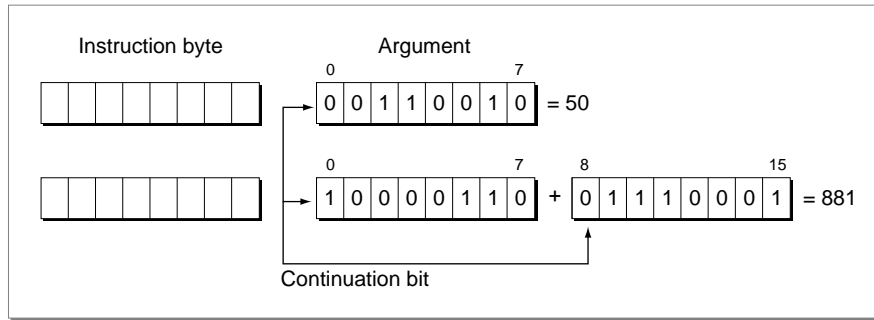 Instruction byte Argument
0 7
0 0 1 1 0 0 1 0 = 50
0 7 8 15
1 0 0 0 0 1 1 0 + 0 1 1 1 0 0 0 1 = 881
Continuation bit